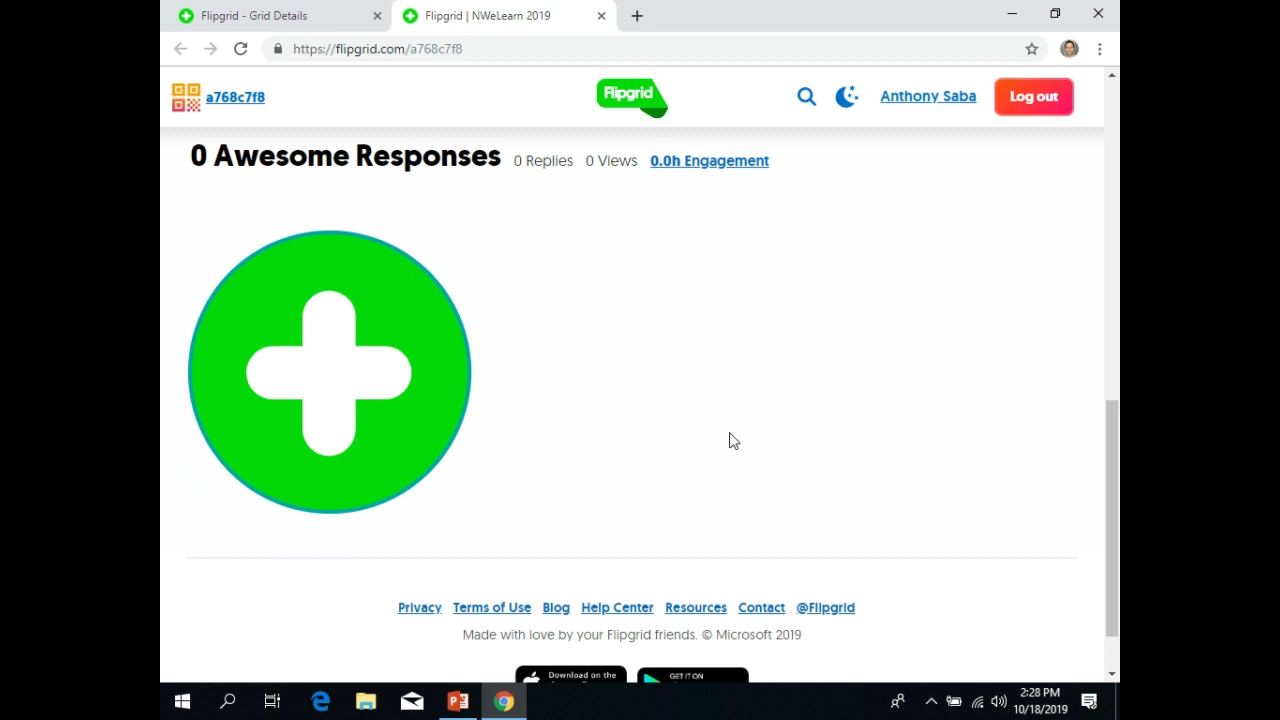 Flipgrid - Grid Details
Flipgrid | NWeLearn 2019
https://flipgrid.com/a768c7f8
a768c7f8
Flipgrid
Anthony Saba
Log out
0 Awesome Responses 0 Replies 0 Views 0.0h Engagement
Privacy Terms of Use Blog Help Center Resources Contact @Flipgrid
Made with love by your Flipgrid friends. © Microsoft 2019
Download on the
GET IT ON
2:28 PM
10/18/2019